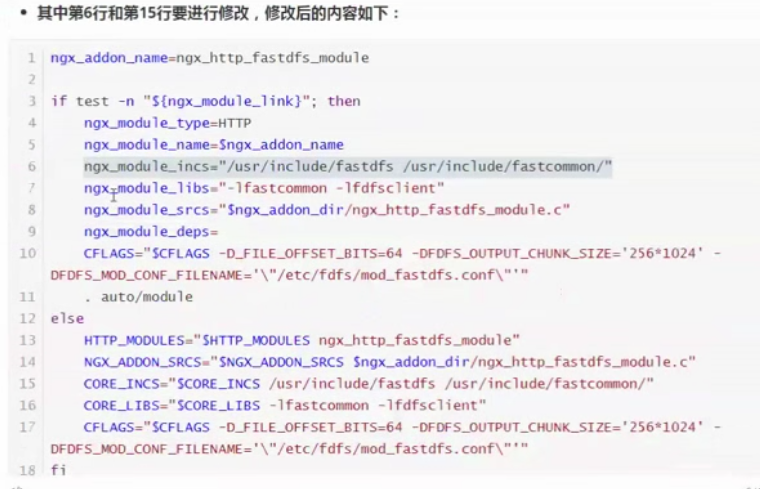 • 其中第6行和第15行要进行修改，修改后的内容如下：
1 ngx_addon_name=ngx_http_fastdfs_module
2
3 if test -n "${ngx_module_link}"; then
4 ngx_module_type=HTTP
5 ngx_module_name=$ngx_addon_name
6 ngx_module_incs="/usr/include/fastdfs /usr/include/fastcommon/"
7 ngx_module_libs="-lfastcommon -lfdfsclient"
8 ngx_module_srcs="$ngx_addon_dir/ngx_http_fastdfs_module.c"
9 ngx_module_deps=
10 CFLAGS="$CFLAGS -D_FILE_OFFSET_BITS=64 -DFDFS_OUTPUT_CHUNK_SIZE='256*1024' -
DFDFS_MOD_CONF_FILENAME='\"/etc/fdfs/mod_fastdfs.conf\"'"
11 . auto/module
12 else
13 HTTP_MODULES="$HTTP_MODULES ngx_http_fastdfs_module"
14 NGX_ADDON_SRCS="$NGX_ADDON_SRCS $ngx_addon_dir/ngx_http_fastdfs_module.c"
15 CORE_INCS="$CORE_INCS /usr/include/fastdfs /usr/include/fastcommon/"
16 CORE_LIBS="$CORE_LIBS -lfastcommon -lfdfsclient"
17 CFLAGS="$CFLAGS -D_FILE_OFFSET_BITS=64 -DFDFS_OUTPUT_CHUNK_SIZE='256*1024' -
DFDFS_MOD_CONF_FILENAME='\"/etc/fdfs/mod_fastdfs.conf\"'"
18 fi